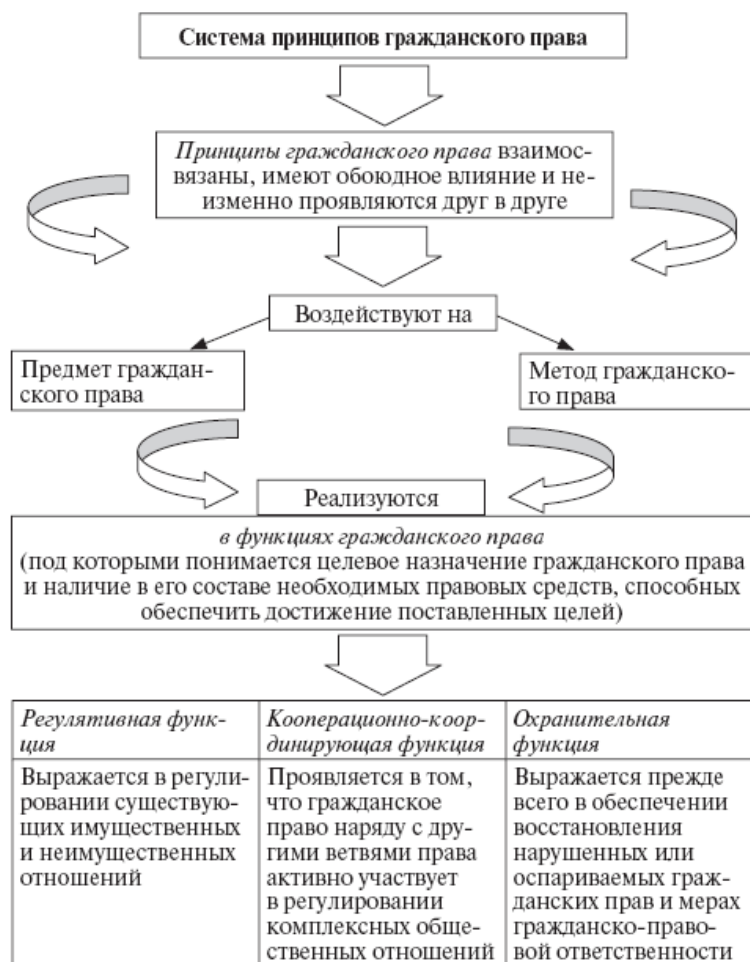 Система принципов гражданского права
Принципы гражданского права взаимос-
вязаны, имеют обоюдное влияние и не-
изменно проявляются друг в друге
Воздействуют на
Предмет граждан-
ского права
Метод гражданско-
го права
Реализуются
в функциях гражданского права
(под которыми понимается целевое назначение гражданского права
и наличие в его составе необходимых правовых средств, способных
обеспечить достижение поставленных целей)
Регулятивная функ-
ция
Кооперационно-коор-
динирующая функция
Охранительная
функция
Выражается в регули-
ровании существую-
щих имущественных
и неимущественных
отношений
Проявляется в том,
что гражданское
право наряду с дру-
гими ветвями права
активно участвует
в регулировании
комплексных обще-
ственных отношений
Выражается прежде
всего в обеспечении
восстановления
нарушенных или
оспариваемых граж-
данских прав и мерах
гражданско-право-
вой ответственности